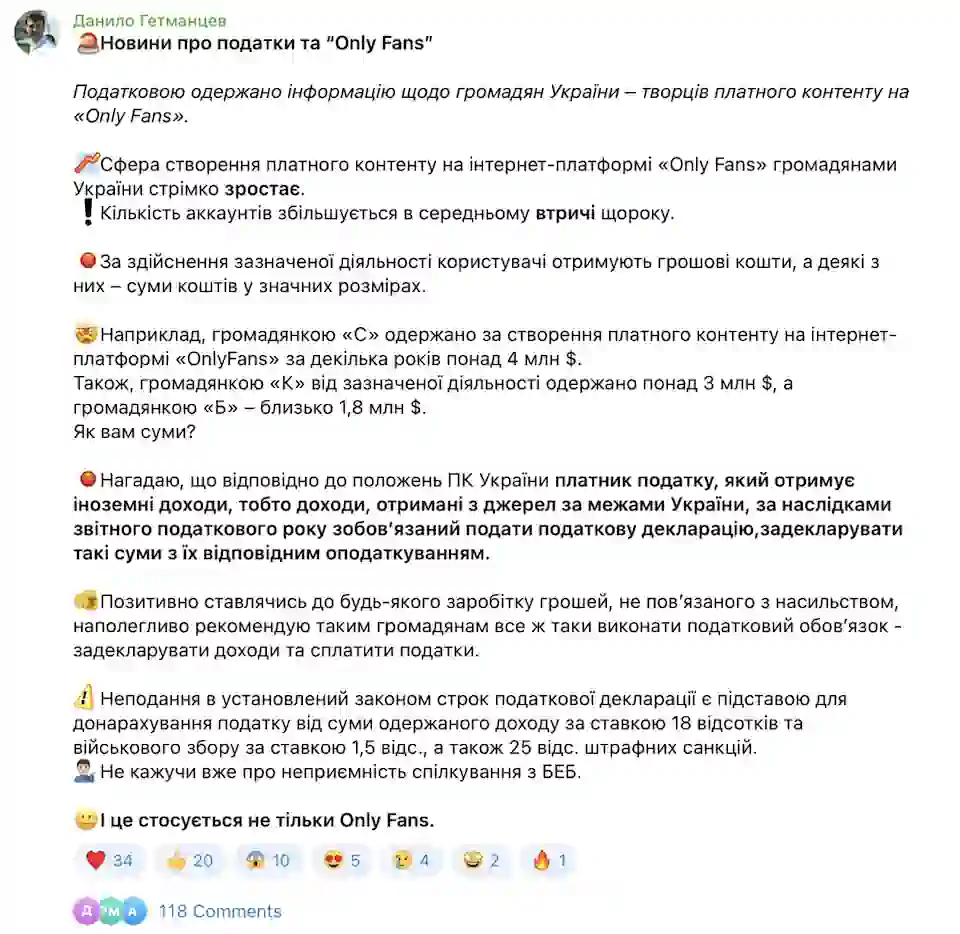 Данило Гетманцев
🚨Новини про податки та “Only Fans”
Податковою одержано інформацію щодо громадян України – творців платного контенту на
«Only Fans».
Сфера створення платного контенту на інтернет-платформі «Only Fans» громадянами
України стрімко зростає.
❗Кількість аккаунтів збільшується в середньому втричі щороку.
🔴За здійснення зазначеної діяльності користувачі отримують грошові кошти, а деякі з
них – суми коштів у значних розмірах.
🤯Наприклад, громадянкою «С» одержано за створення платного контенту на інтернет-
платформі «OnlyFans» за декілька років понад 4 млн $.
Також, громадянкою «К» від зазначеної діяльності одержано понад 3 млн $, а
громадянкою «Б» – близько 1,8 млн $.
Як вам суми?
🔴Нагадаю, що відповідно до положень ПК України платник податку, який отримує
іноземні доходи, тобто доходи, отримані з джерел за межами України, за наслідками
звітного податкового року зобов’язаний подати податкову декларацію,задекларувати
такі суми з їх відповідним оподаткуванням.
Позитивно ставлячись до будь-якого заробітку грошей, не пов’язаного з насильством,
наполегливо рекомендую таким громадянам все ж таки виконати податковий обов’язок -
задекларувати доходи та сплатити податки.
⚠️Неподання в установлений законом строк податкової декларації є підставою для
донарахування податку від суми одержаного доходу за ставкою 18 відсотків та
військового збору за ставкою 1,5 відс., а також 25 відс. штрафних санкцій.
Не кажучи вже про неприємність спілкування з БЕБ.
І це стосується не тільки Only Fans.
❤️ 34 👍 20 😱 10 😍 5 😢 4 😆 2 🔥 1
Д РМ А 118 Comments